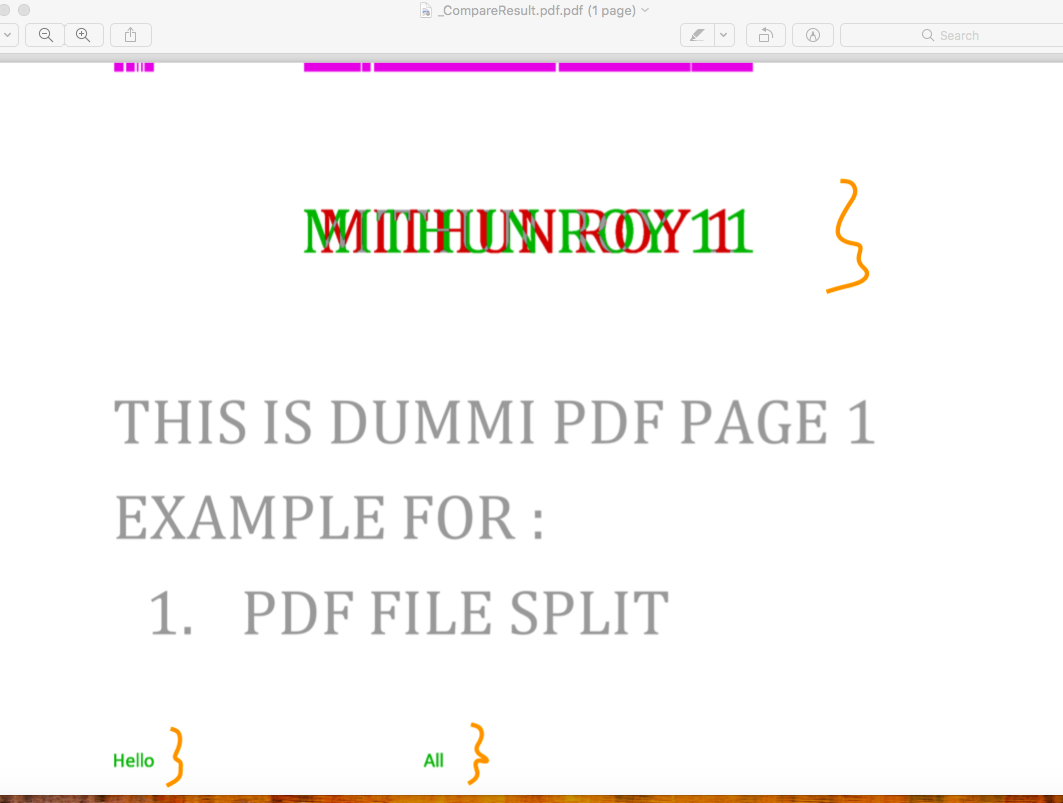 _CompareResult.pdf.pdf (1 page)
Search
MITHUN ROY 11
THIS IS DUMMI PDF PAGE 1
EXAMPLE FOR :
1. PDF FILE SPLIT
Hello All